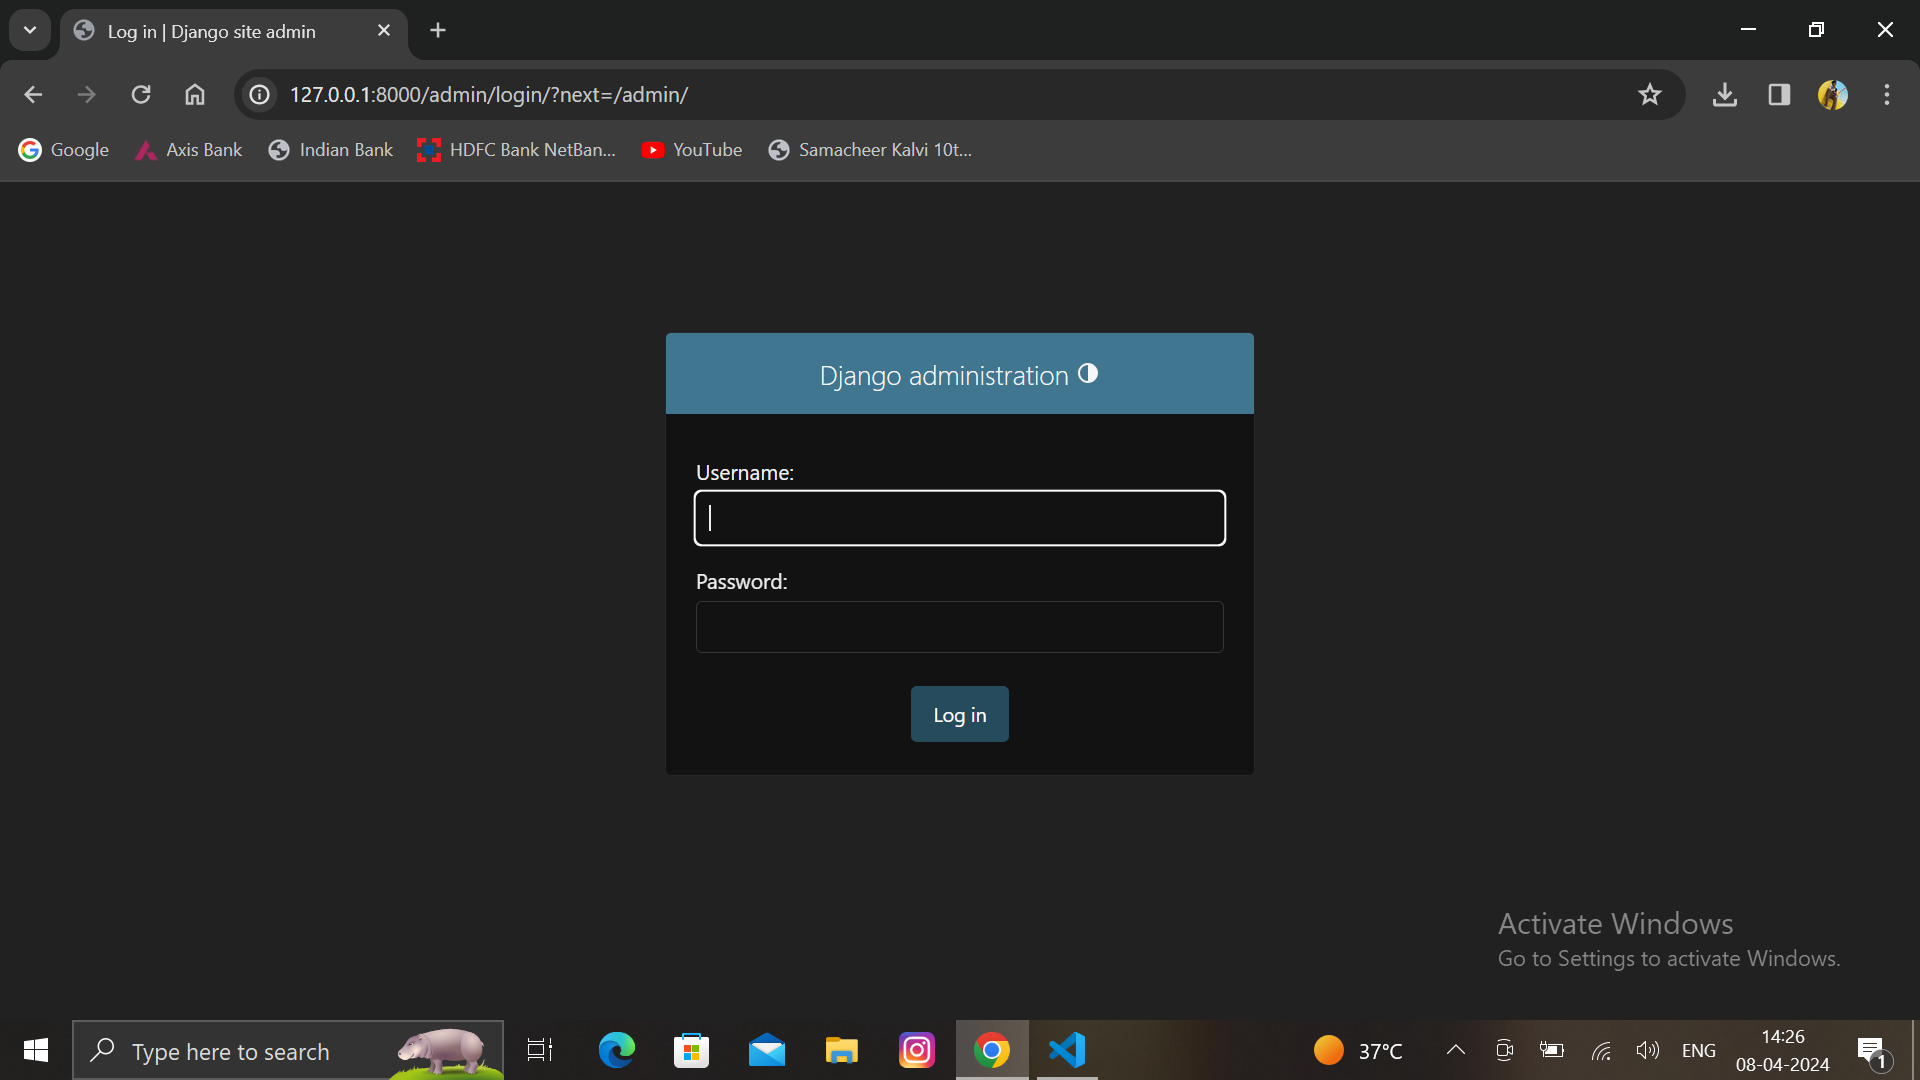 Log in | Django site admin
127.0.0.1:8000/admin/login/?next=/admin/
Google Axis Bank Indian Bank HDFC Bank NetBan... YouTube Samacheer Kalvi 10t...
Django administration
Username:
Password:
Log in
Activate Windows
Go to Settings to activate Windows.
Type here to search
37°C
ENG
14:26
08-04-2024
1